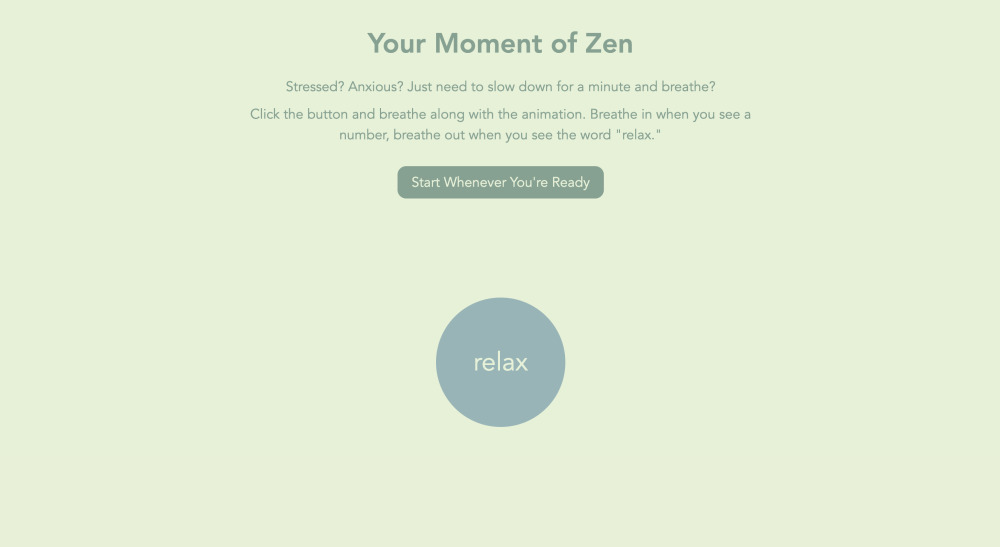 Your Moment of Zen
Stressed? Anxious? Just need to slow down for a minute and breathe?
Click the button and breathe along with the animation. Breathe in when you see a
number, breathe out when you see the word "relax."
Start Whenever You're Ready
relax